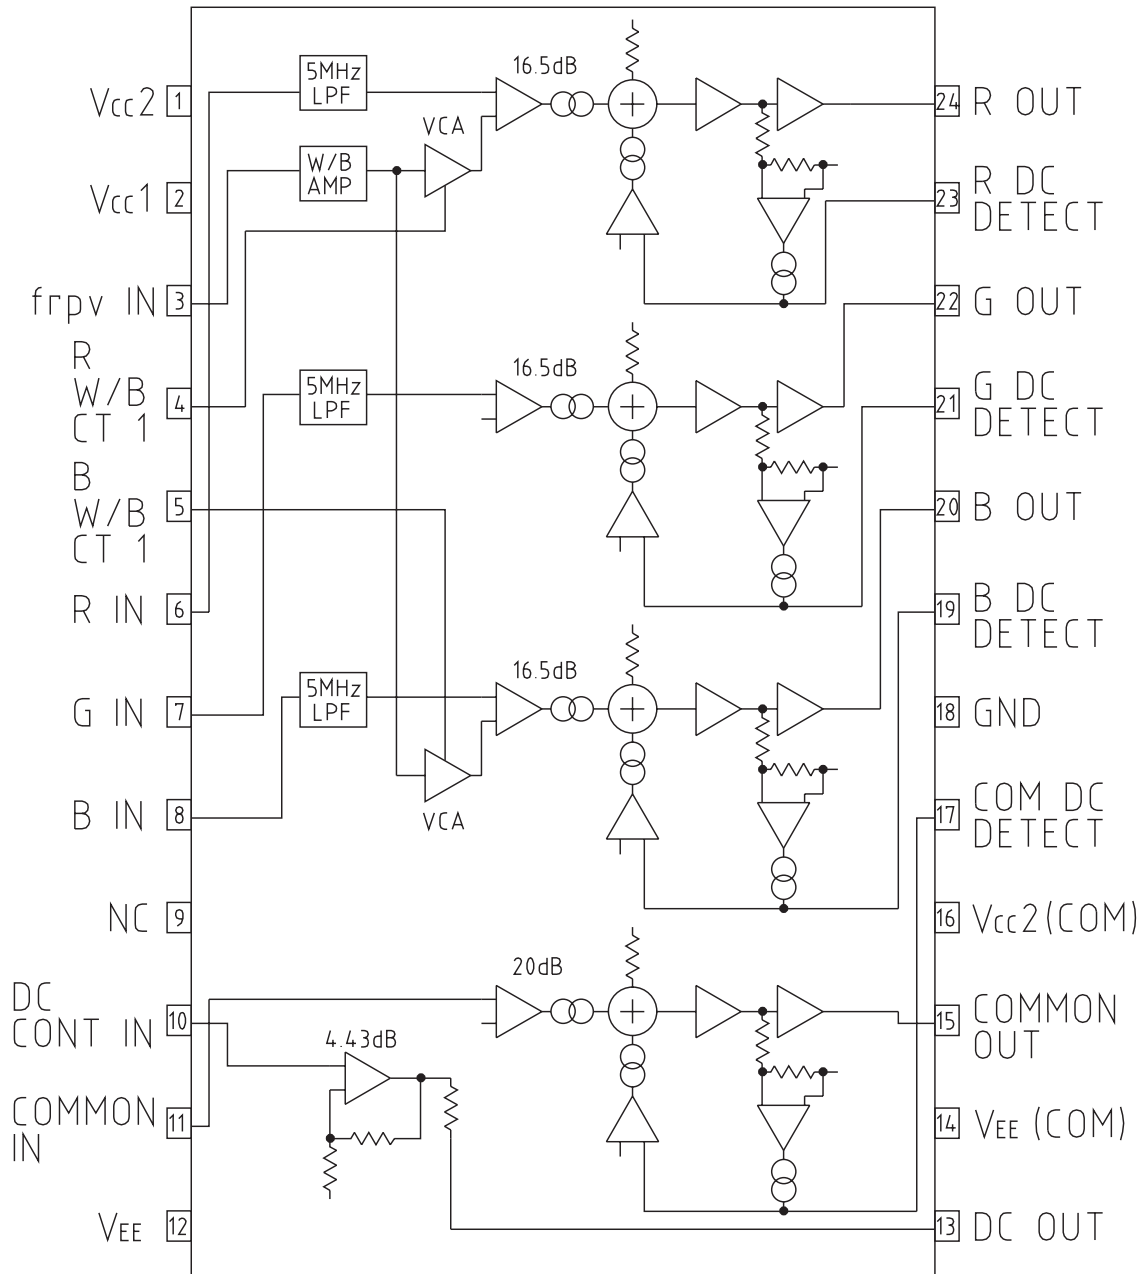 Vcc2 1
Vcc1 2
frpv IN 3
R
W/B 4
CT 1
B
W/B 5
CT 1
R IN 6
G IN 7
B IN 8
NC 9
DC
CONT IN 10
COMMON 11
IN
VEE 12
5MHz
LPF
W/B
AMP
VCA
16.5dB
+
5MHz
LPF
16.5dB
+
5MHz
LPF
16.5dB
+
VCA
20dB
+
4.43dB
24 R OUT
R DC
23 DETECT
22 G OUT
G DC
21 DETECT
20 B OUT
19 B DC
DETECT
18 GND
17 COM DC
DETECT
16 Vcc2 (COM)
15 COMMON
OUT
14 VEE (COM)
13 DC OUT